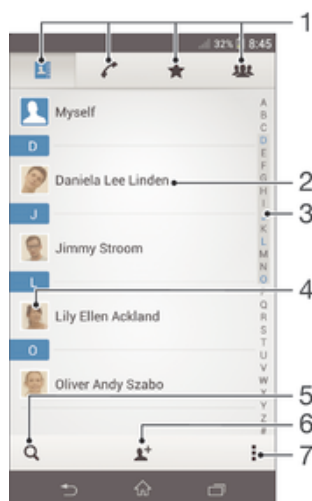 1
32% 8:45
Myself
D
Daniela Lee Linden
2
J
3
Jimmy Stroom
L
4
Lily Ellen Ackland
O
Oliver Andy Szabo
5
6
7
A
B
C
D
E
F
G
H
I
J
K
L
M
N
O
P
Q
R
S
T
U
V
W
Y
Z
#